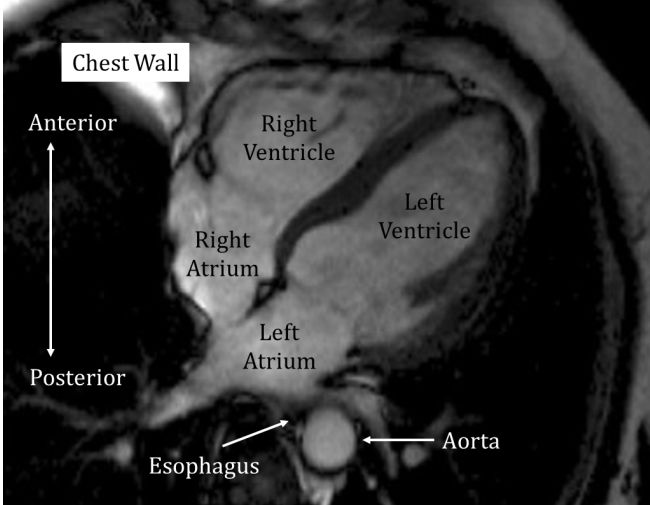 Chest Wall
Anterior
Right
Ventricle
Left
Ventricle
Right
Atrium
Left
Atrium
Posterior
Aorta
Esophagus